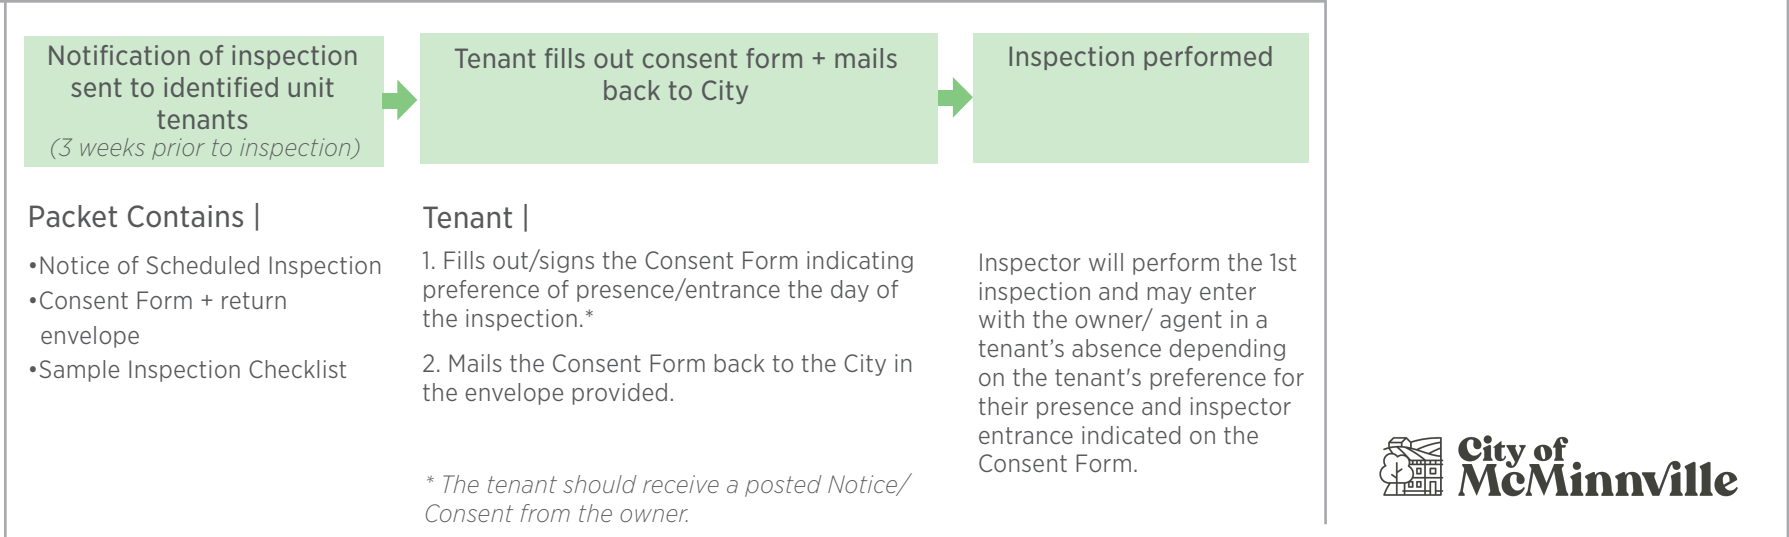 Notification of inspection
sent to identified unit
tenants
(3 weeks prior to inspection)
Tenant fills out consent form + mails
back to City
Inspection performed
Packet Contains |
•Notice of Scheduled Inspection
•Consent Form + return
envelope
•Sample Inspection Checklist
Tenant |
1. Fills out/signs the Consent Form indicating
preference of presence/entrance the day of
the inspection.*
2. Mails the Consent Form back to the City in
the envelope provided.
* The tenant should receive a posted Notice/
Consent from the owner.
Inspector will perform the 1st
inspection and may enter
with the owner/ agent in a
tenant’s absence depending
on the tenant's preference for
their presence and inspector
entrance indicated on the
Consent Form.
City of
McMinnville